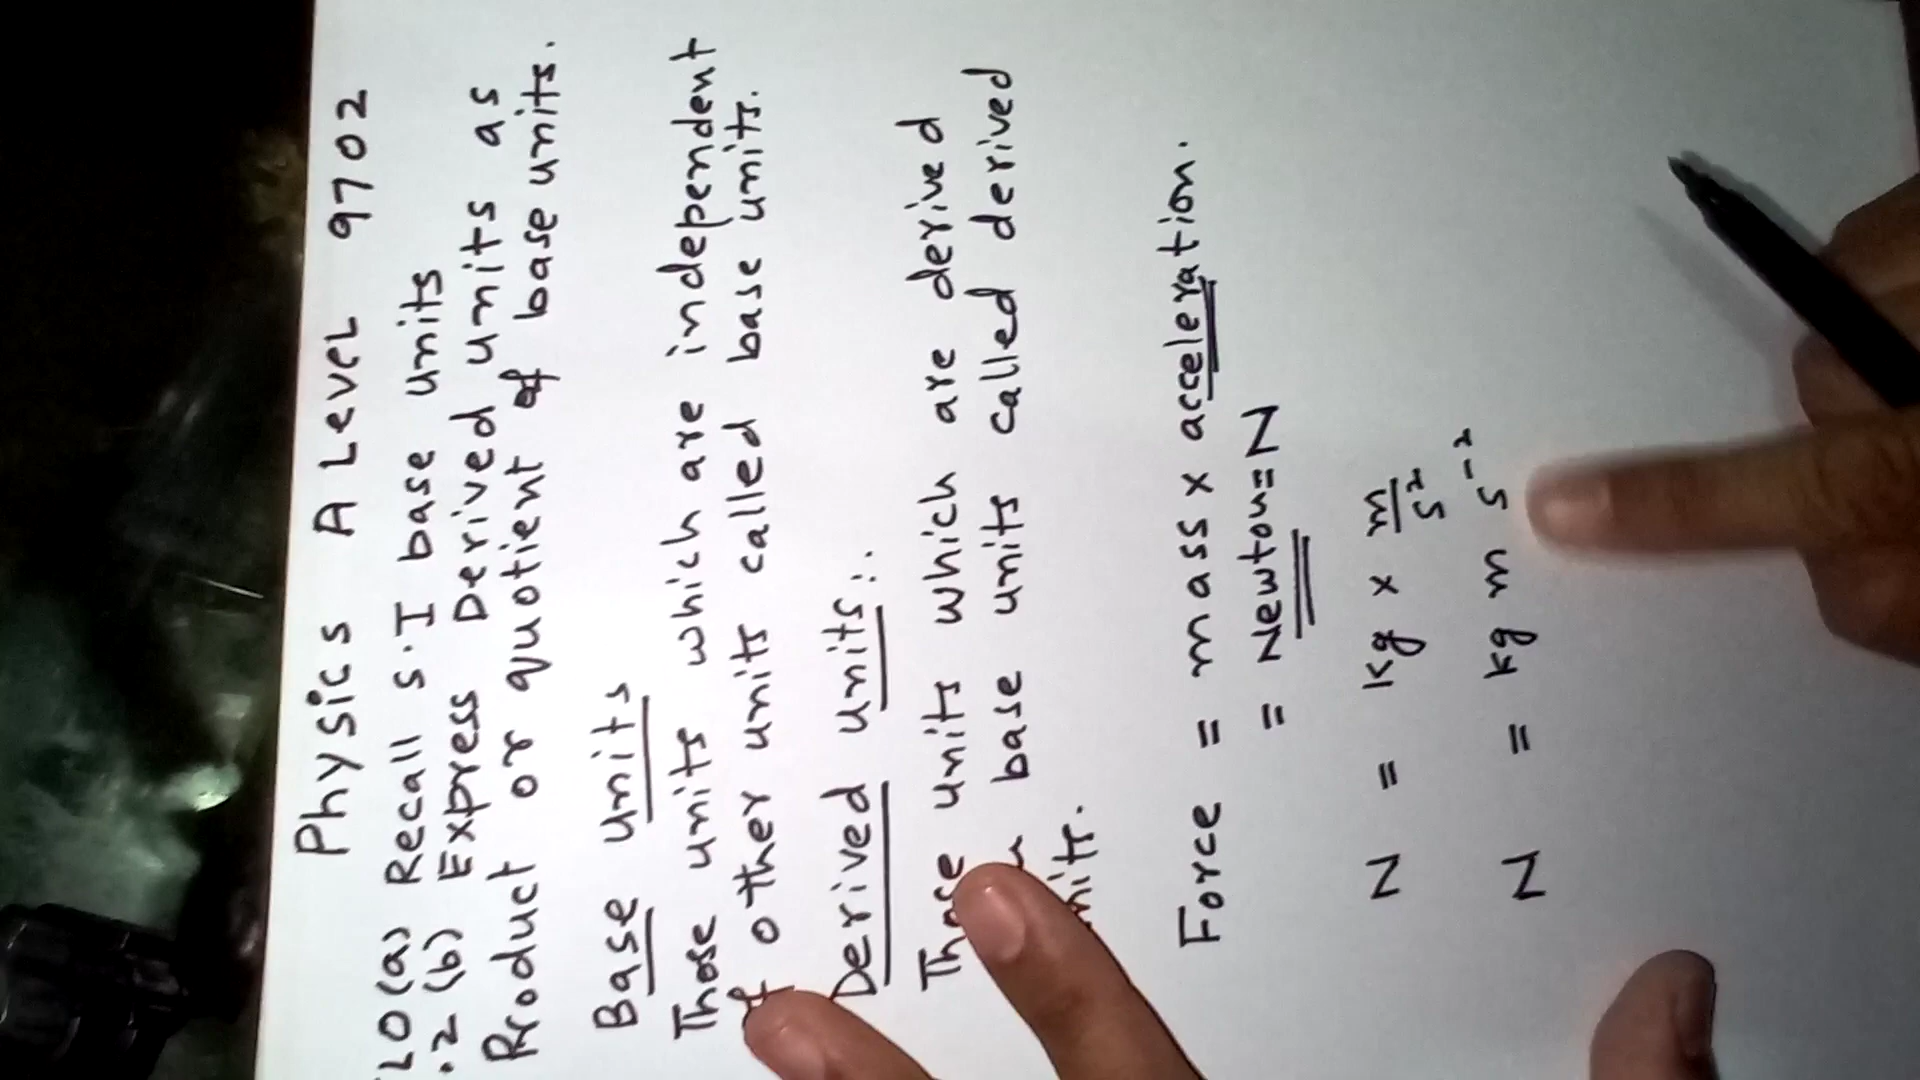 Physics A Level 9702
LO (a) Recall S.I base units
.2 (b) Express Derived units as
Product or quotient of base units.
Base units
Those units which are independent
of other units called base units.
Derived units:.
Those units which are derived
base units called derived
Force = mass x acceleration.
= Newton = N
N = kg x m/s²
N = kg m s⁻²